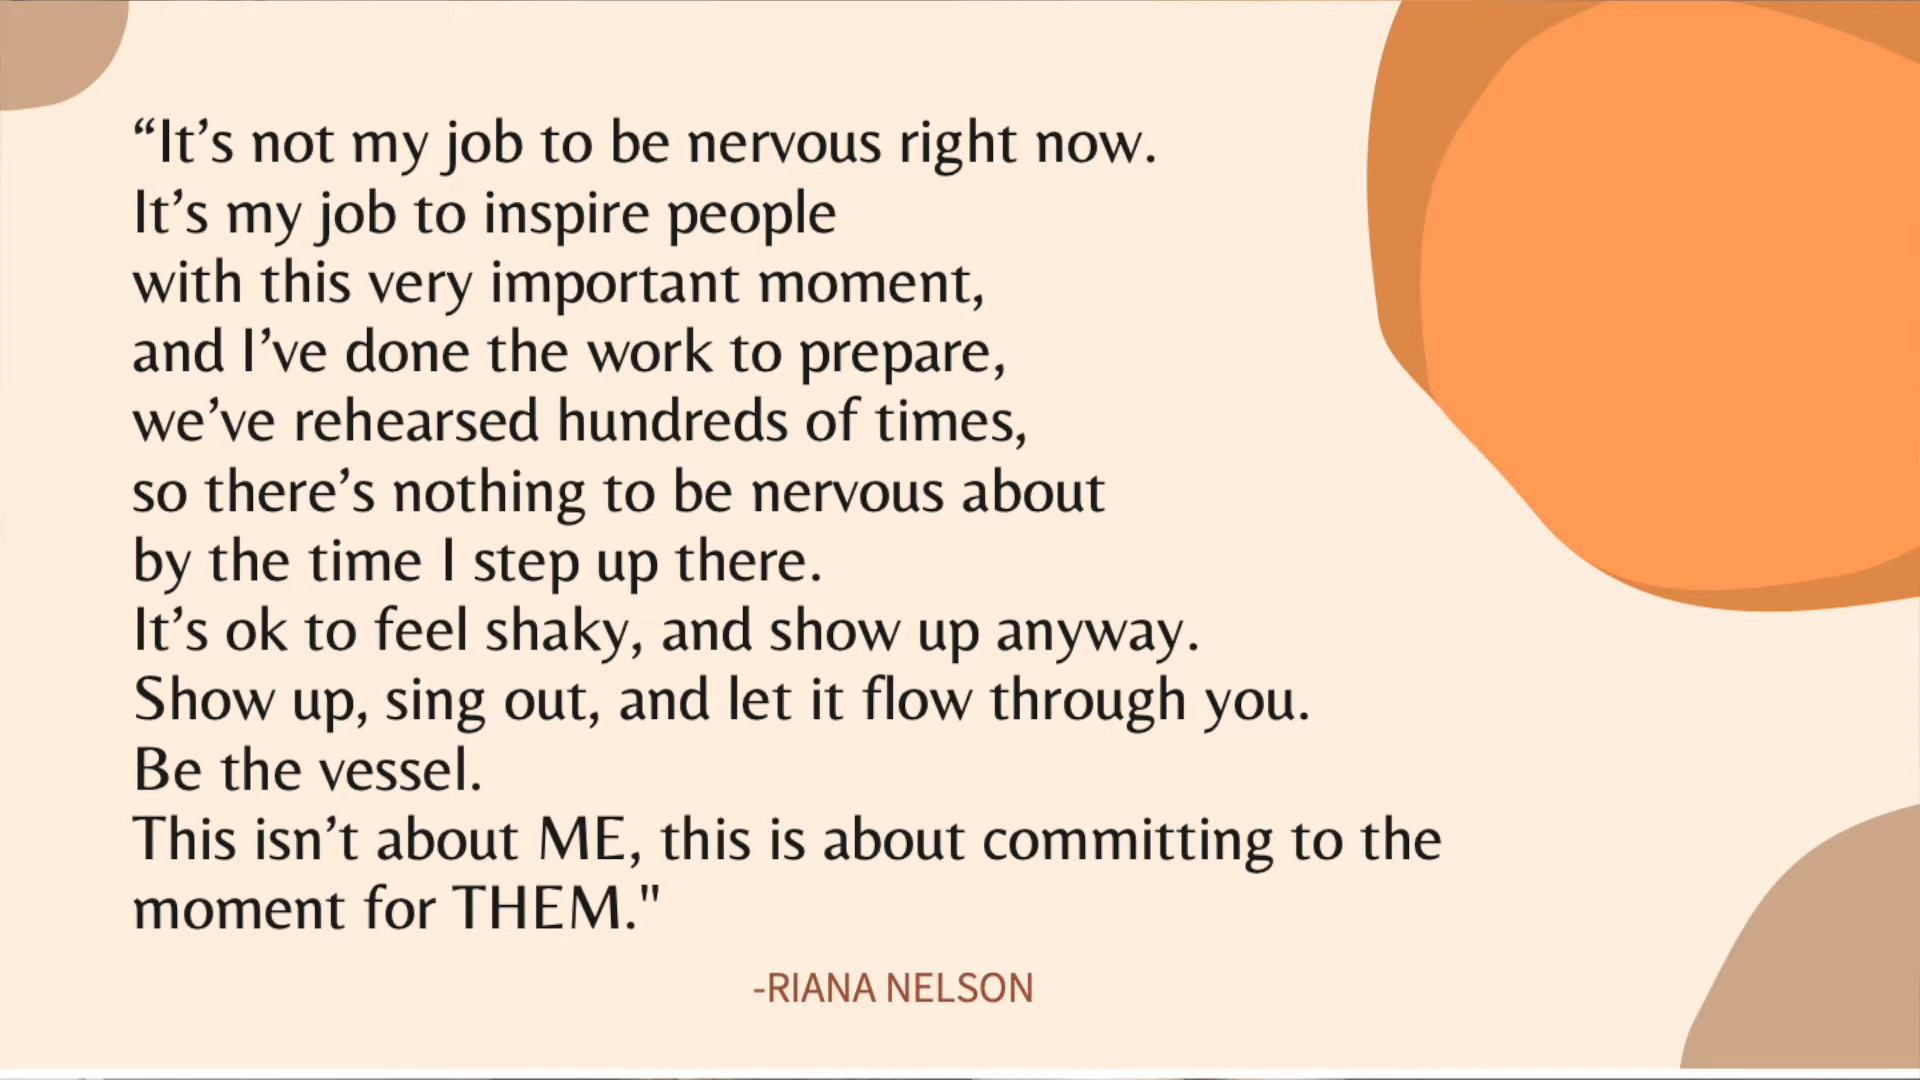 “It’s not my job to be nervous right now.
It’s my job to inspire people
with this very important moment,
and I’ve done the work to prepare,
we’ve rehearsed hundreds of times,
so there’s nothing to be nervous about
by the time I step up there.
It’s ok to feel shaky, and show up anyway.
Show up, sing out, and let it flow through you.
Be the vessel.
This isn’t about ME, this is about committing to the
moment for THEM."
-RIANA NELSON